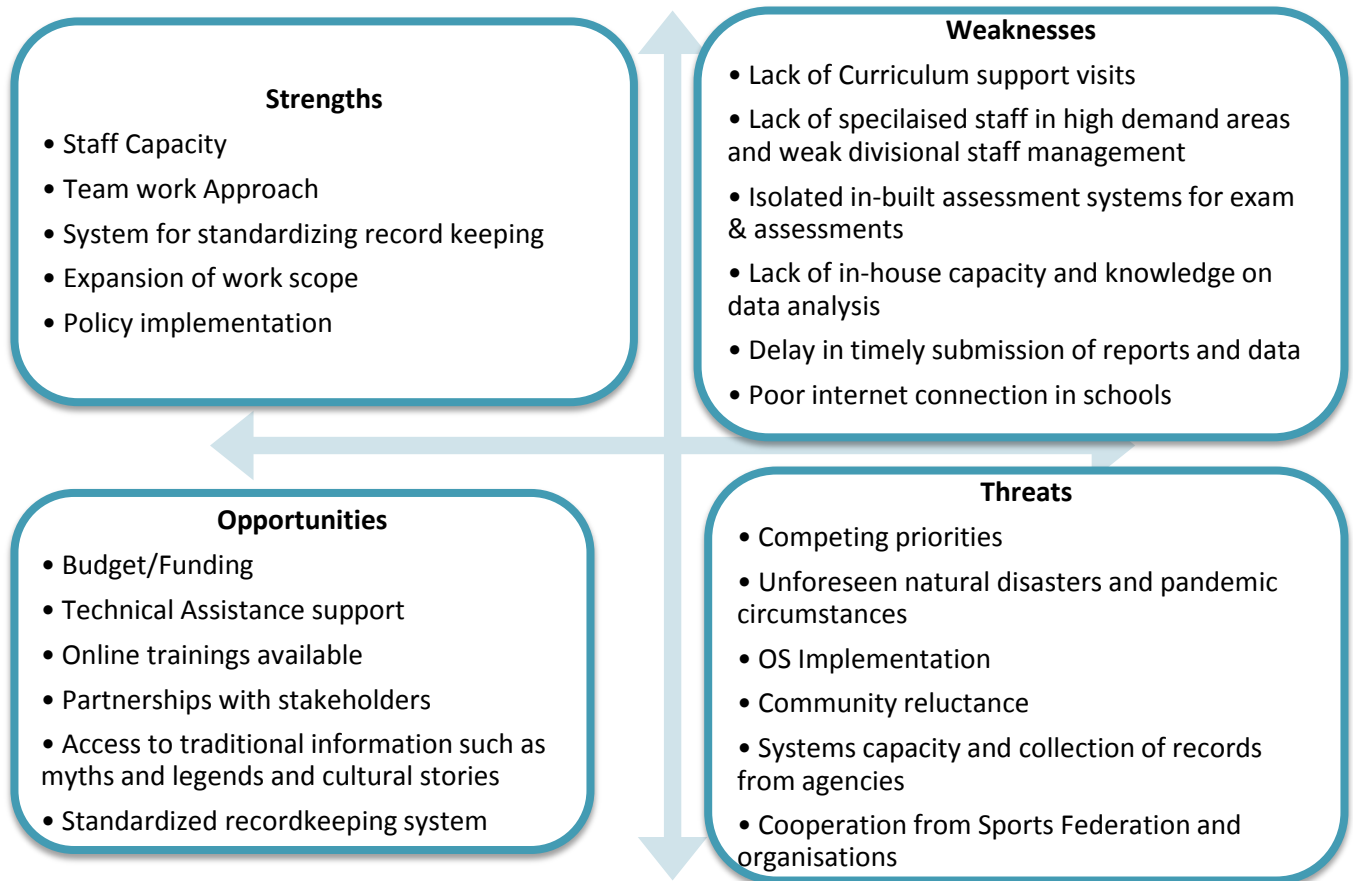 Strengths
• Staff Capacity
• Team work Approach
• System for standardizing record keeping
• Expansion of work scope
• Policy implementation
Weaknesses
• Lack of Curriculum support visits
• Lack of specilaised staff in high demand areas
and weak divisional staff management
• Isolated in-built assessment systems for exam
& assessments
• Lack of in-house capacity and knowledge on
data analysis
• Delay in timely submission of reports and data
• Poor internet connection in schools
Opportunities
• Budget/Funding
• Technical Assistance support
• Online trainings available
• Partnerships with stakeholders
• Access to traditional information such as
myths and legends and cultural stories
• Standardized recordkeeping system
Threats
• Competing priorities
• Unforeseen natural disasters and pandemic
circumstances
• OS Implementation
• Community reluctance
• Systems capacity and collection of records
from agencies
• Cooperation from Sports Federation and
organisations